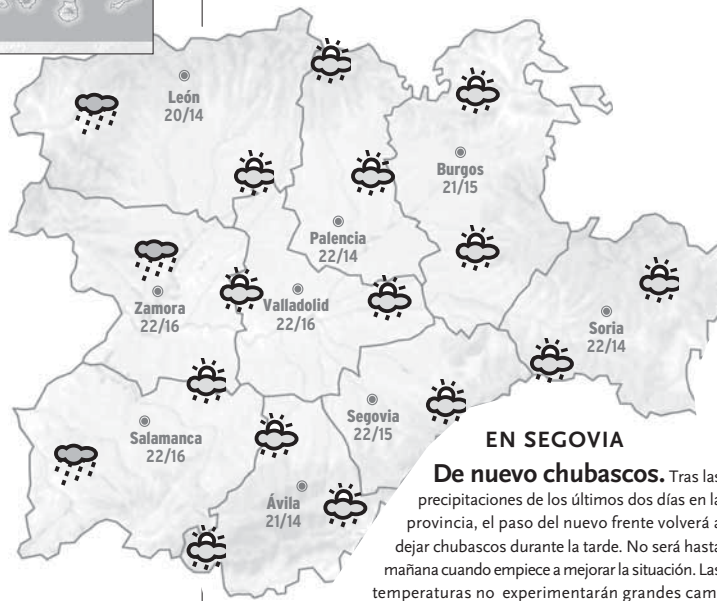 León
20/14
Burgos
21/15
Palencia
22/14
Zamora
22/16
Valladolid
22/16
Soria
22/14
Salamanca
22/16
Segovia
22/15
Ávila
21/14
EN SEGOVIA
De nuevo chubascos. Tras las
precipitaciones de los últimos dos días en la
provincia, el paso del nuevo frente volverá a
dejar chubascos durante la tarde. No será hasta
mañana cuando empiece a mejorar la situación. Las
temperaturas no experimentarán grandes cam